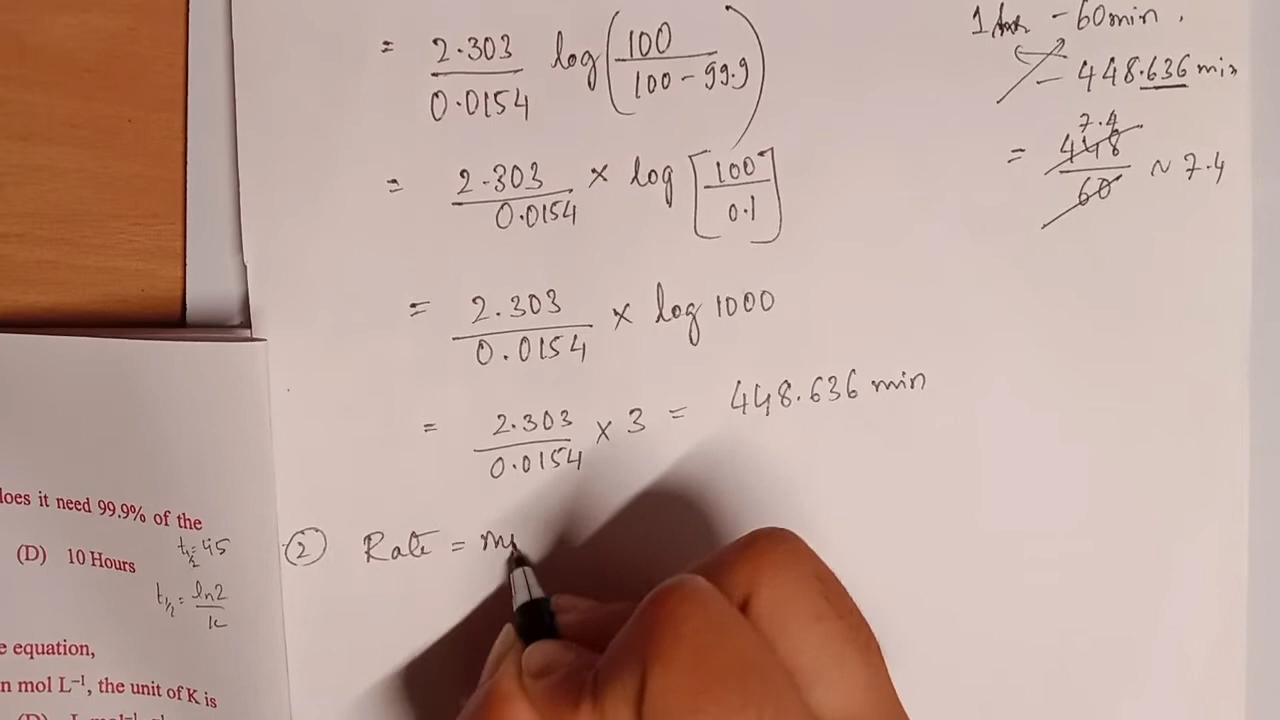 = 2.303 / 0.0154 log (100 / 100 - 99.9)
= 2.303 / 0.0154 × log [100 / 0.1]
= 2.303 / 0.0154 × log 1000
= 2.303 / 0.0154 × 3 = 448.636 min
② Rate = m
1 - 60 min.
- 448.636 min
7.4
= 448 / 60 ~ 7.4
does it need 99.9% of the
(D) 10 Hours
t½ = 45
t½ = ln2 / k
equation,
mol L⁻¹, the unit of K is